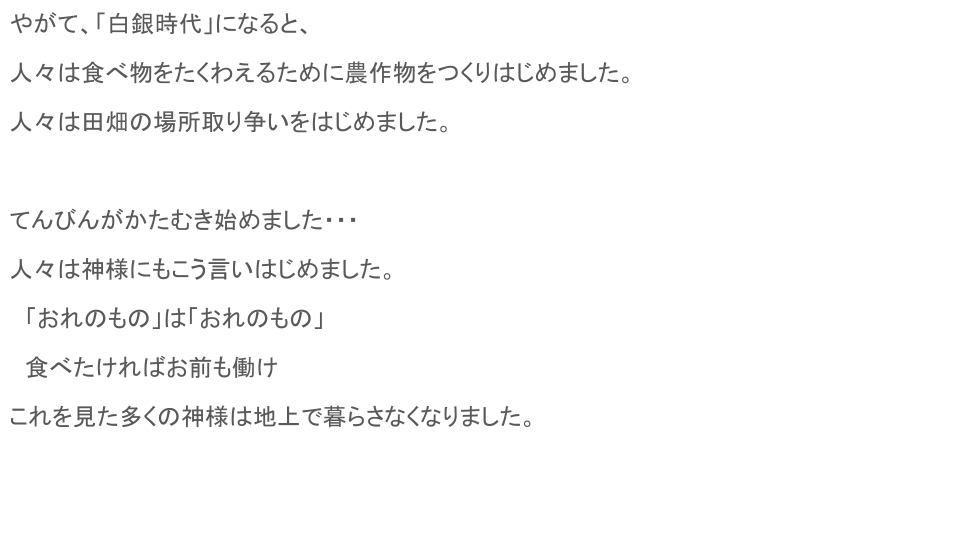 やがて、「白銀時代」になると、
人々は食べ物をたくわえるために農作物をつくりはじめました。
人々は田畑の場所取り争いをはじめました。
てんびんがかたむき始めました・・・
人々は神様にもこう言いはじめました。
「おれのもの」は「おれのもの」
食べたければお前も働け
これを見た多くの神様は地上で暮らさなくなりました。